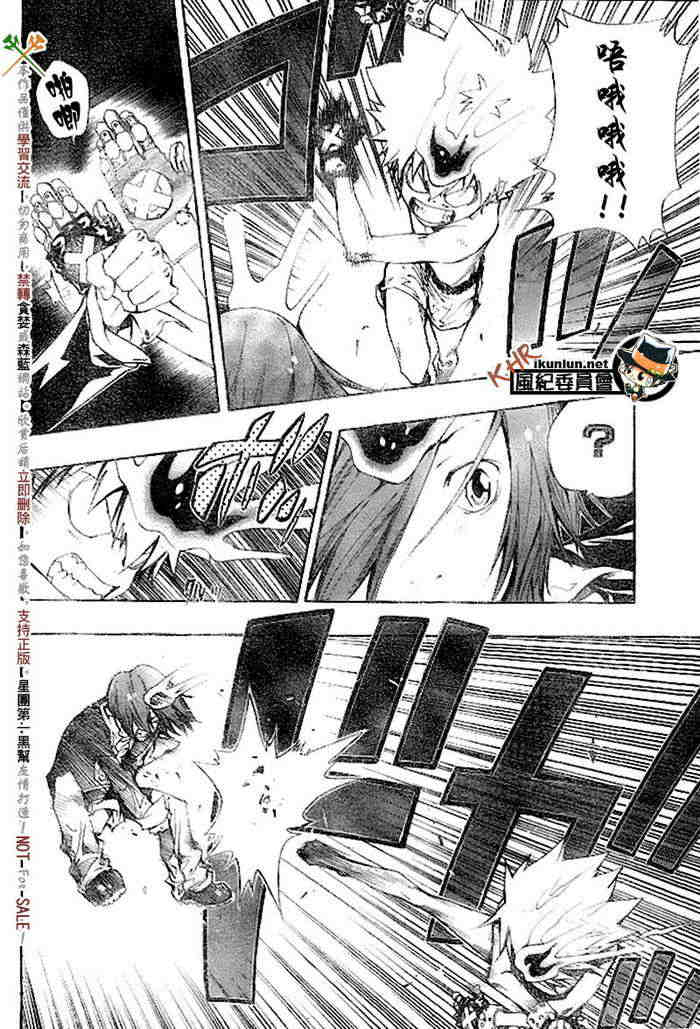 唔哦哦哦!!
啪唧
KHR
ikunlun.net
風紀委員會
?
本作品僅供學習交流
切勿商用
禁轉貪婪
森藍網站
欣賞后請立即刪除
如您喜歡
支持正版
星團第一黑幫
友情打造
NOT-For-SALE